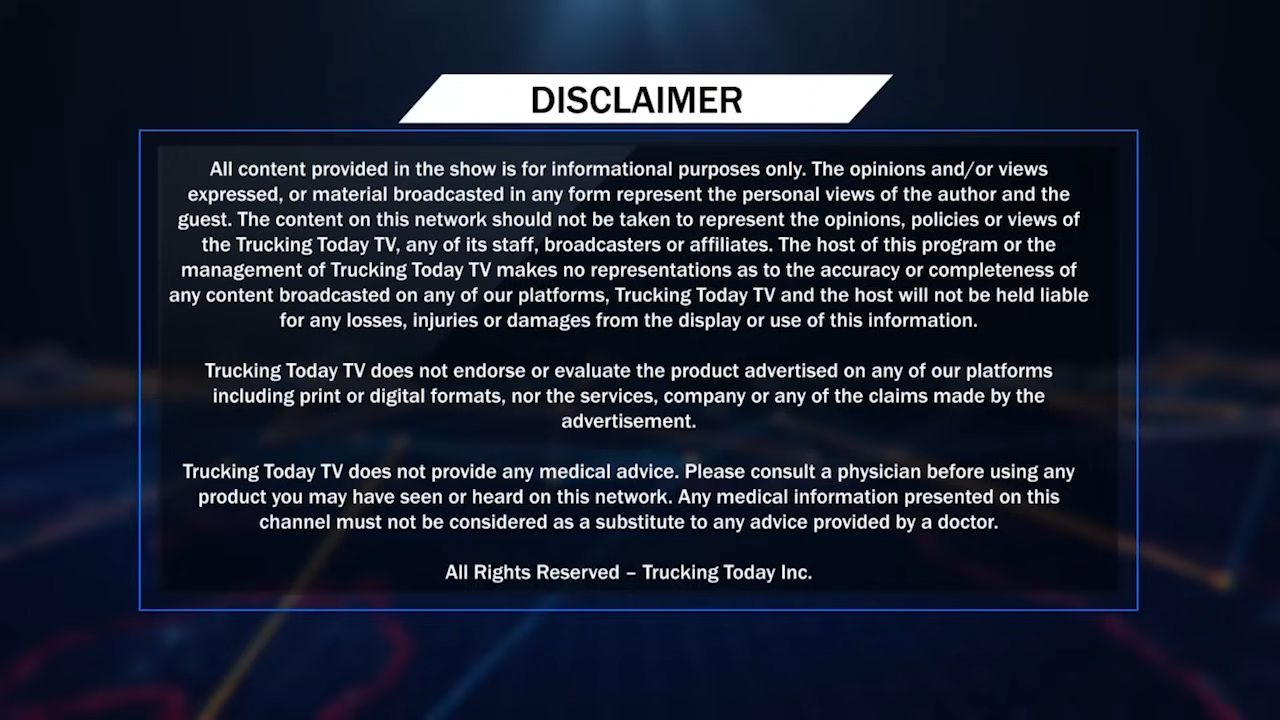 DISCLAIMER
All content provided in the show is for informational purposes only. The opinions and/or views
expressed, or material broadcasted in any form represent the personal views of the author and the
guest. The content on this network should not be taken to represent the opinions, policies or views of
the Trucking Today TV, any of its staff, broadcasters or affiliates. The host of this program or the
management of Trucking Today TV makes no representations as to the accuracy or completeness of
any content broadcasted on any of our platforms, Trucking Today TV and the host will not be held liable
for any losses, injuries or damages from the display or use of this information.
Trucking Today TV does not endorse or evaluate the product advertised on any of our platforms
including print or digital formats, nor the services, company or any of the claims made by the
advertisement.
Trucking Today TV does not provide any medical advice. Please consult a physician before using any
product you may have seen or heard on this network. Any medical information presented on this
channel must not be considered as a substitute to any advice provided by a doctor.
All Rights Reserved – Trucking Today Inc.